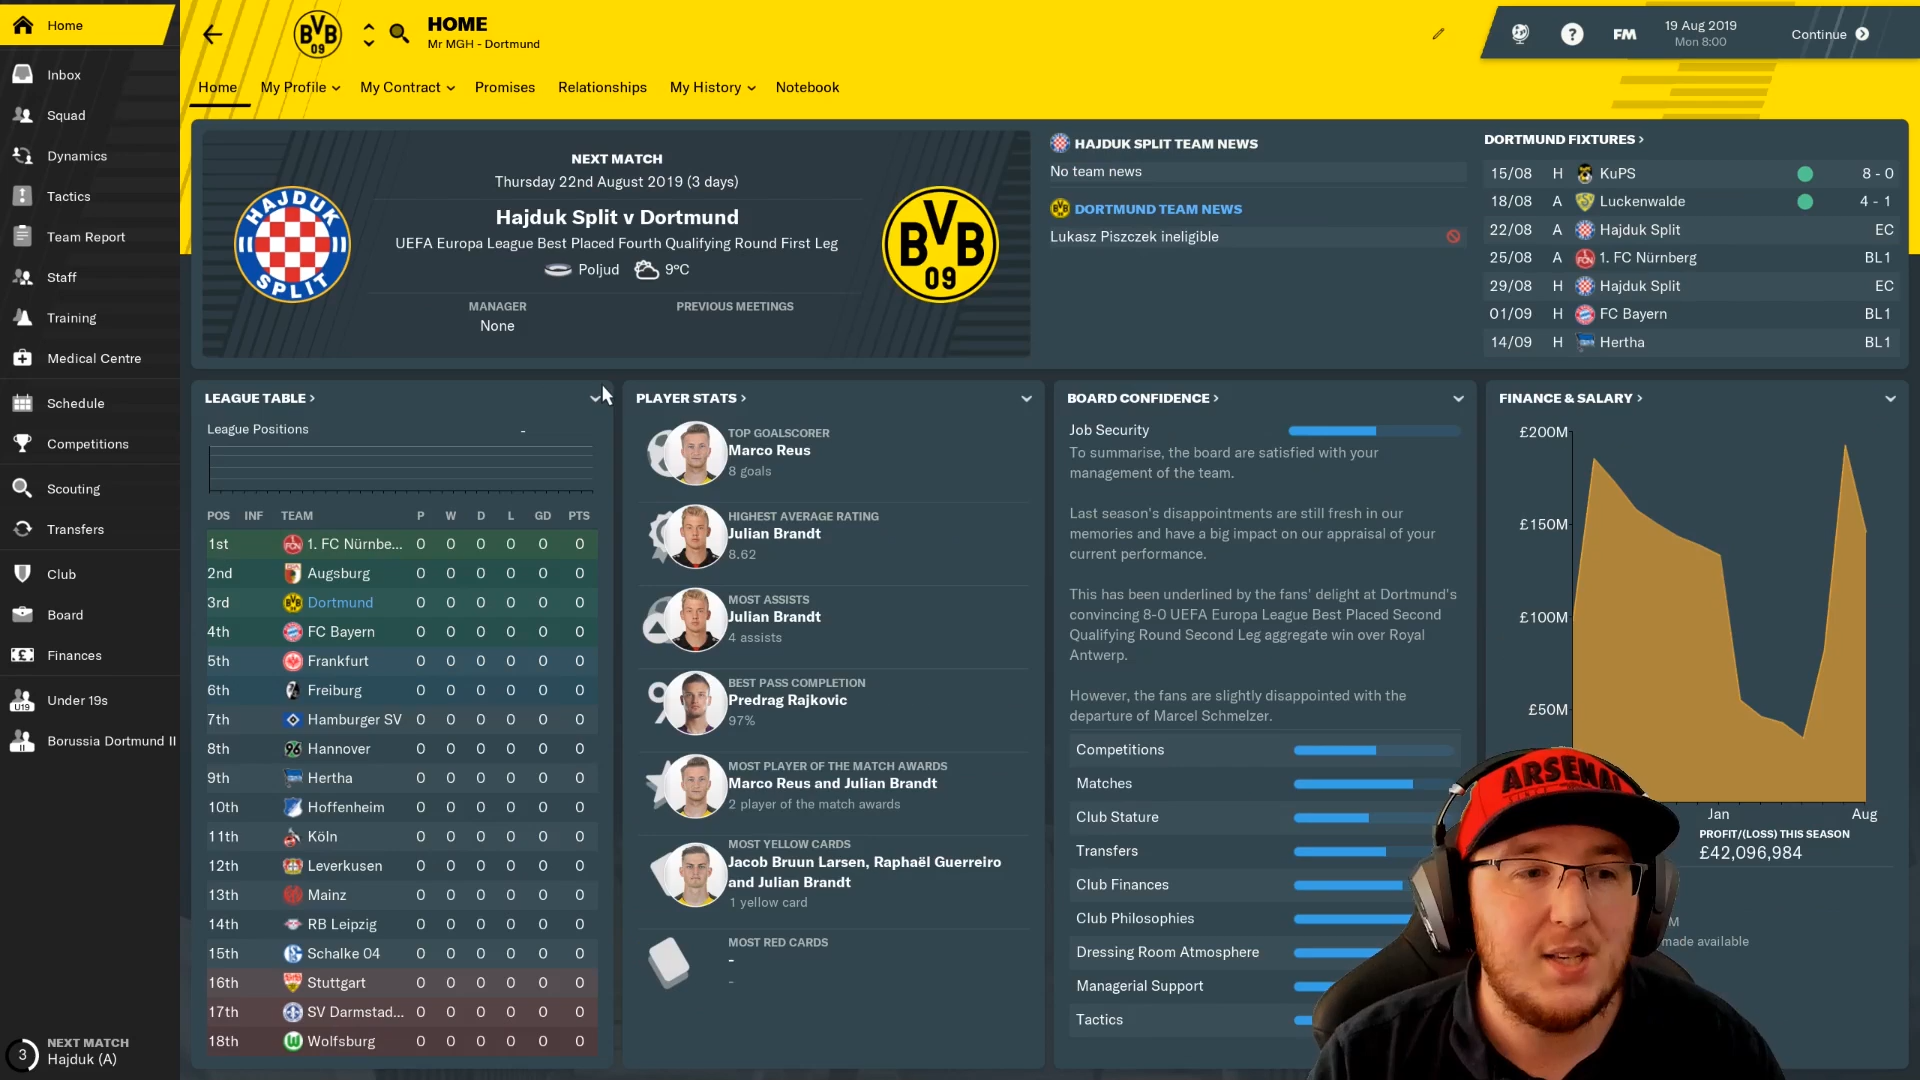 Home
Inbox
Squad
Dynamics
Tactics
Team Report
Staff
Training
Medical Centre
Schedule
Competitions
Scouting
Transfers
Club
Board
Finances
U19
Under 19s
II
Borussia Dortmund II
3
NEXT MATCH
Hajduk (A)
BVB
09
HOME
Mr MGH - Dortmund
?
FM
19 Aug 2019
Mon 8:00
Continue
Home
My Profile
My Contract
Promises
Relationships
My History
Notebook
HAJDUK
SPLIT
NEXT MATCH
Thursday 22nd August 2019 (3 days)
Hajduk Split v Dortmund
UEFA Europa League Best Placed Fourth Qualifying Round First Leg
Poljud 9°C
MANAGER
None
PREVIOUS MEETINGS
BVB
09
HAJDUK SPLIT TEAM NEWS
No team news
DORTMUND TEAM NEWS
Lukasz Piszczek ineligible
DORTMUND FIXTURES >
15/08 H KuPS 8 - 0
18/08 A Luckenwalde 4 - 1
22/08 A Hajduk Split EC
25/08 A 1. FC Nürnberg BL1
29/08 H Hajduk Split EC
01/09 H FC Bayern BL1
14/09 H Hertha BL1
LEAGUE TABLE >
League Positions -
POS INF TEAM P W D L GD PTS
1st 1. FC Nürnbe... 0 0 0 0 0 0
2nd Augsburg 0 0 0 0 0 0
3rd Dortmund 0 0 0 0 0 0
4th FC Bayern 0 0 0 0 0 0
5th Frankfurt 0 0 0 0 0 0
6th Freiburg 0 0 0 0 0 0
7th Hamburger SV 0 0 0 0 0 0
8th Hannover 0 0 0 0 0 0
9th Hertha 0 0 0 0 0 0
10th Hoffenheim 0 0 0 0 0 0
11th Köln 0 0 0 0 0 0
12th Leverkusen 0 0 0 0 0 0
13th Mainz 0 0 0 0 0 0
14th RB Leipzig 0 0 0 0 0 0
15th Schalke 04 0 0 0 0 0 0
16th Stuttgart 0 0 0 0 0 0
17th SV Darmstad... 0 0 0 0 0 0
18th Wolfsburg 0 0 0 0 0 0
PLAYER STATS >
TOP GOALSCORER
Marco Reus
8 goals
HIGHEST AVERAGE RATING
Julian Brandt
8.62
MOST ASSISTS
Julian Brandt
4 assists
BEST PASS COMPLETION
Predrag Rajkovic
97%
MOST PLAYER OF THE MATCH AWARDS
Marco Reus and Julian Brandt
2 player of the match awards
MOST YELLOW CARDS
Jacob Bruun Larsen, Raphaël Guerreiro
and Julian Brandt
1 yellow card
MOST RED CARDS
-
-
BOARD CONFIDENCE >
Job Security
To summarise, the board are satisfied with your
management of the team.
Last season's disappointments are still fresh in our
memories and have a big impact on our appraisal of your
current performance.
This has been underlined by the fans' delight at Dortmund's
convincing 8-0 UEFA Europa League Best Placed Second
Qualifying Round Second Leg aggregate win over Royal
Antwerp.
However, the fans are slightly disappointed with the
departure of Marcel Schmelzer.
Competitions
Matches
Club Stature
Transfers
Club Finances
Club Philosophies
Dressing Room Atmosphere
Managerial Support
Tactics
FINANCE & SALARY >
£200M
£150M
£100M
£50M
Jan Aug
PROFIT/(LOSS) THIS SEASON
£42,096,984
M
made available
ARSENAL